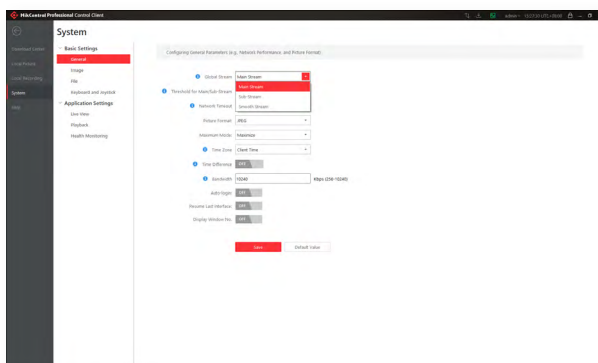 HikCentral Professional Control Client
admin
System
Download Center
Local Picture
Local Recording
System
Help
Basic Settings
General
Image
File
Keyboard and Joystick
Application Settings
Live View
Playback
Health Monitoring
Configuring General Parameters (e.g., Network Performance, and Picture Format).
Global Stream Main Stream
Main Stream
Sub-Stream
Smooth Stream
Threshold for Main/Sub-Stream
Network Timeout
Picture Format JPEG
Maximum Mode Maximize
Time Zone Client Time
Time Difference OFF
Bandwidth 10240 Kbps (256-10240)
Auto-login OFF
Resume Last Interface OFF
Display Window No. OFF
Save Default Value